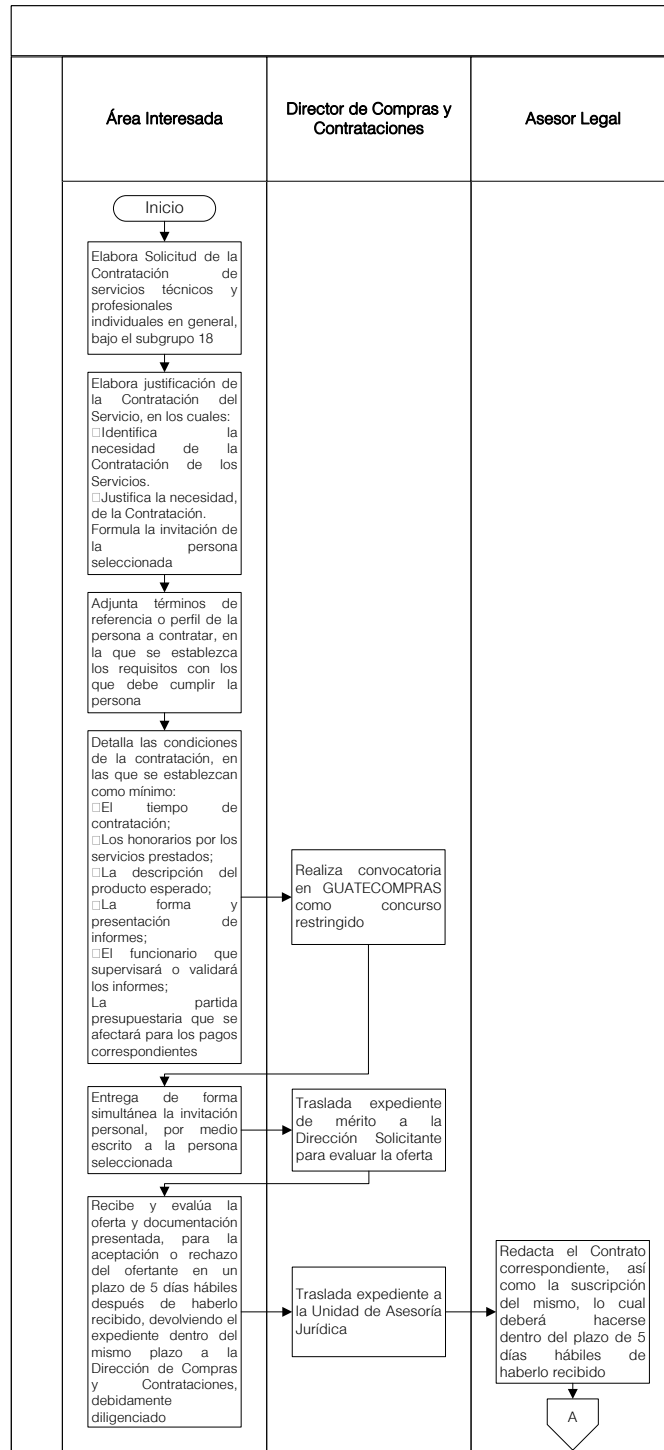 Área Interesada
Director de Compras y
Contrataciones
Asesor Legal
Inicio
Elabora Solicitud de la
Contratación de
servicios técnicos y
profesionales
individuales en general,
bajo el subgrupo 18
Elabora justificación de
la Contratación del
Servicio, en los cuales:
□Identifica la
necesidad de la
Contratación de los
Servicios.
□Justifica la necesidad,
de la Contratación.
Formula la invitación de
la persona
seleccionada
Adjunta términos de
referencia o perfil de la
persona a contratar, en
la que se establezca
los requisitos con los
que debe cumplir la
persona
Detalla las condiciones
de la contratación, en
las que se establezcan
como mínimo:
□El tiempo de
contratación;
□Los honorarios por los
servicios prestados;
□La descripción del
producto esperado;
□La forma y
presentación de
informes;
□El funcionario que
supervisará o validará
los informes;
La partida
presupuestaria que se
afectará para los pagos
correspondientes
Realiza convocatoria
en GUATECOMPRAS
como concurso
restringido
Entrega de forma
simultánea la invitación
personal, por medio
escrito a la persona
seleccionada
Traslada expediente
de mérito a la
Dirección Solicitante
para evaluar la oferta
Recibe y evalúa la
oferta y documentación
presentada, para la
aceptación o rechazo
del ofertante en un
plazo de 5 días hábiles
después de haberlo
recibido, devolviendo el
expediente dentro del
mismo plazo a la
Dirección de Compras
y Contrataciones,
debidamente
diligenciado
Traslada expediente a
la Unidad de Asesoría
Jurídica
Redacta el Contrato
correspondiente, así
como la suscripción
del mismo, lo cual
deberá hacerse
dentro del plazo de 5
días hábiles de
haberlo recibido
A